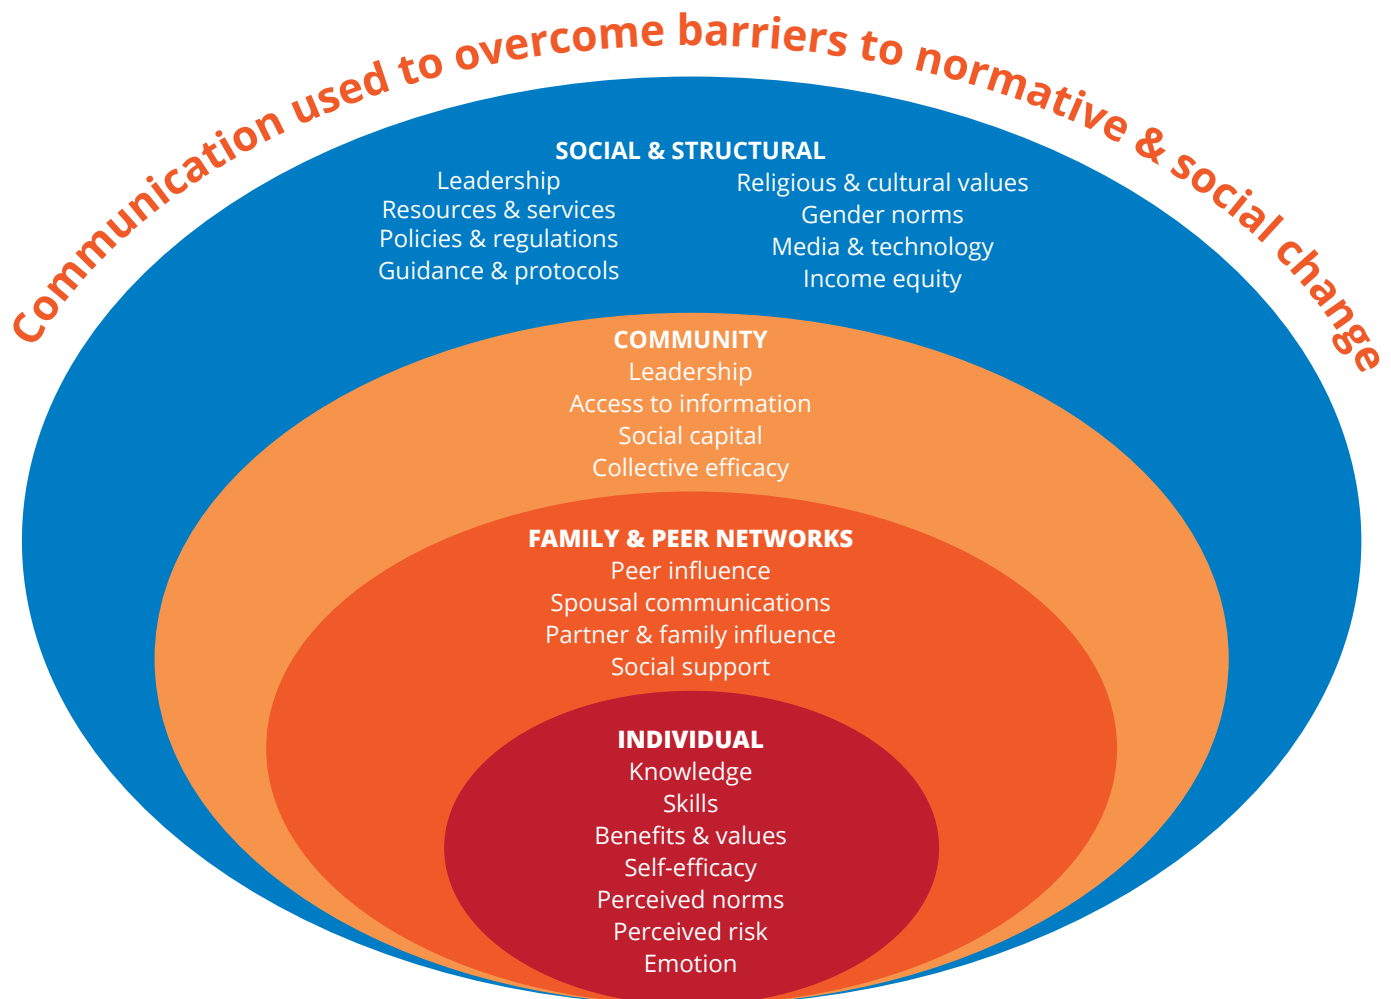 Communication used to overcome barriers to normative & social change
SOCIAL & STRUCTURAL
Leadership
Resources & services
Policies & regulations
Guidance & protocols
Religious & cultural values
Gender norms
Media & technology
Income equity
COMMUNITY
Leadership
Access to information
Social capital
Collective efficacy
FAMILY & PEER NETWORKS
Peer influence
Spousal communications
Partner & family influence
Social support
INDIVIDUAL
Knowledge
Skills
Benefits & values
Self-efficacy
Perceived norms
Perceived risk
Emotion